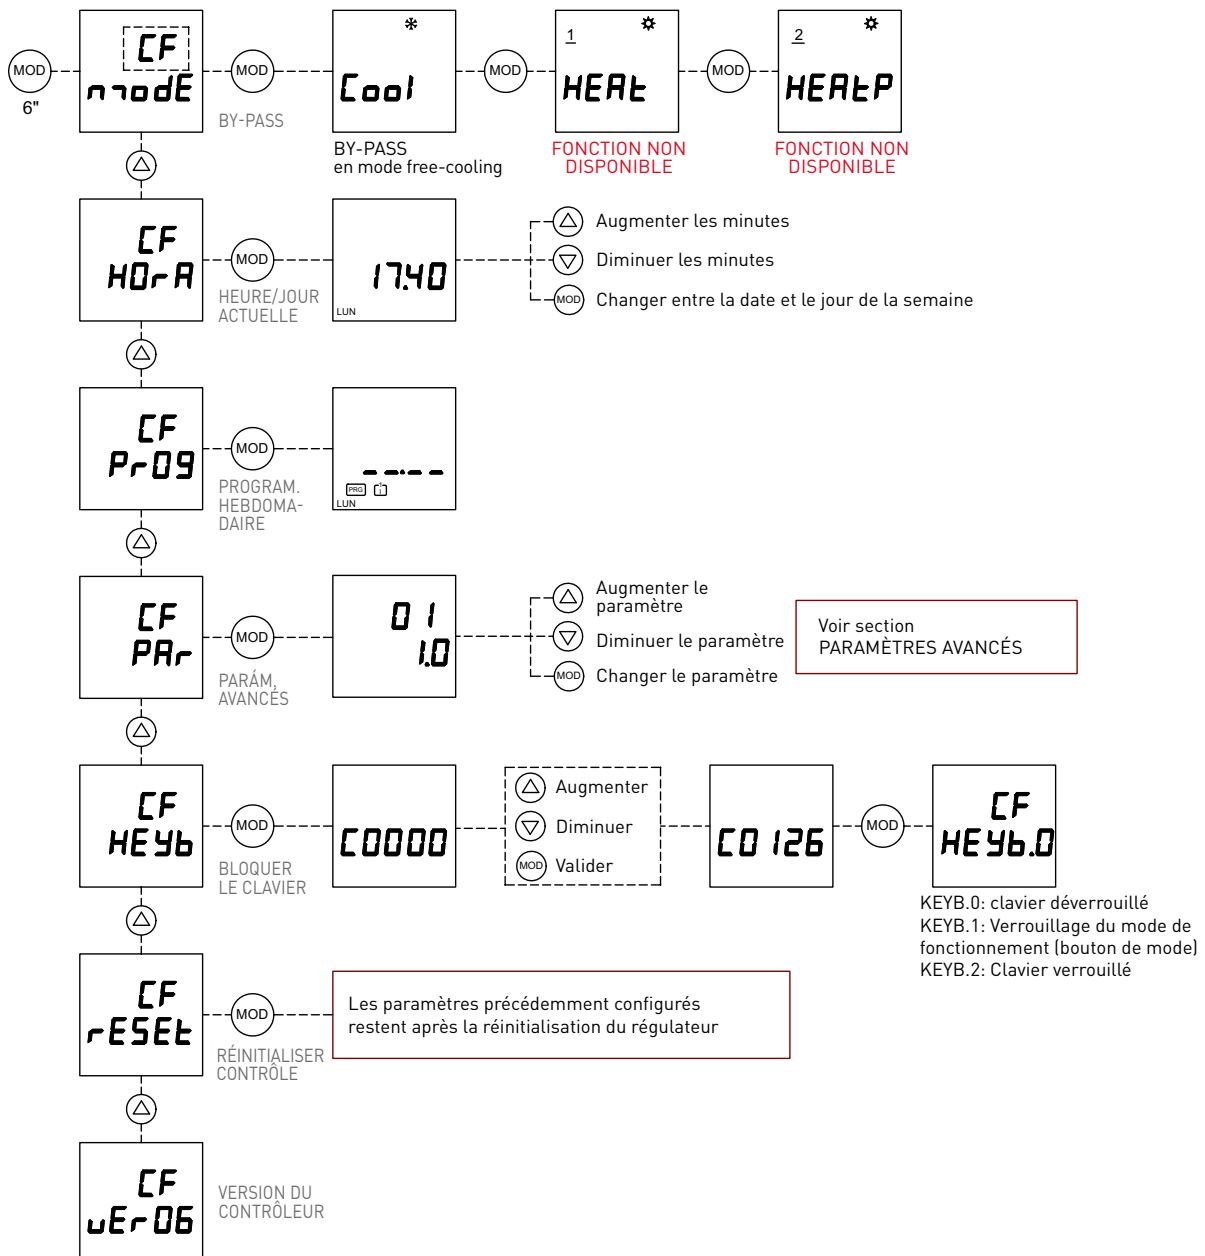 CF
modE
MOD
6"
MOD
BY-PASS
Cool
BY-PASS
en mode free-cooling
MOD
1
HEAt
FONCTION NON
DISPONIBLE
MOD
2
HEAtP
FONCTION NON
DISPONIBLE
CF
HOrA
MOD
HEURE/JOUR
ACTUELLE
17.40
LUN
Augmenter les minutes
Diminuer les minutes
MOD
Changer entre la date et le jour de la semaine
CF
Pr0g
MOD
PROGRAM.
HEBDOMA-
DAIRE
--.--
PRG
LUN
CF
PAr
MOD
PARÁM,
AVANCÉS
01
1.0
Augmenter le
paramètre
Diminuer le paramètre
MOD
Changer le paramètre
Voir section
PARAMÈTRES AVANCÉS
CF
HEYb
MOD
BLOQUER
LE CLAVIER
C0000
Augmenter
Diminuer
MOD
Valider
C0126
MOD
CF
HEYb.0
KEYB.0: clavier déverrouillé
KEYB.1: Verrouillage du mode de
fonctionnement (bouton de mode)
KEYB.2: Clavier verrouillé
CF
rESEt
MOD
RÉINITIALISER
CONTRÔLE
Les paramètres précédemment configurés
restent après la réinitialisation du régulateur
CF
vEr06
VERSION DU
CONTRÔLEUR